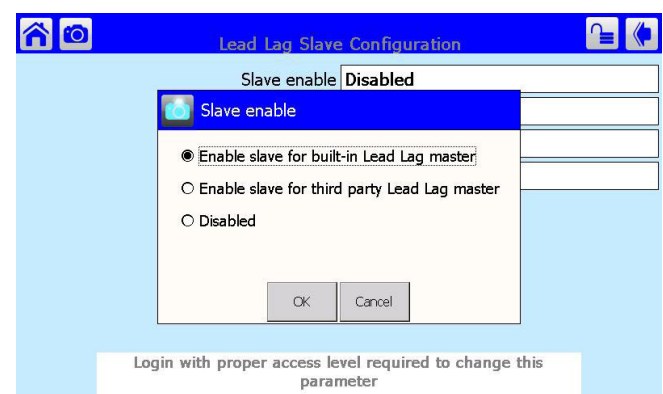 Lead Lag Slave Configuration
Slave enable Disabled
Slave enable
Enable slave for built-in Lead Lag master
Enable slave for third party Lead Lag master
Disabled
OK Cancel
Login with proper access level required to change this
parameter